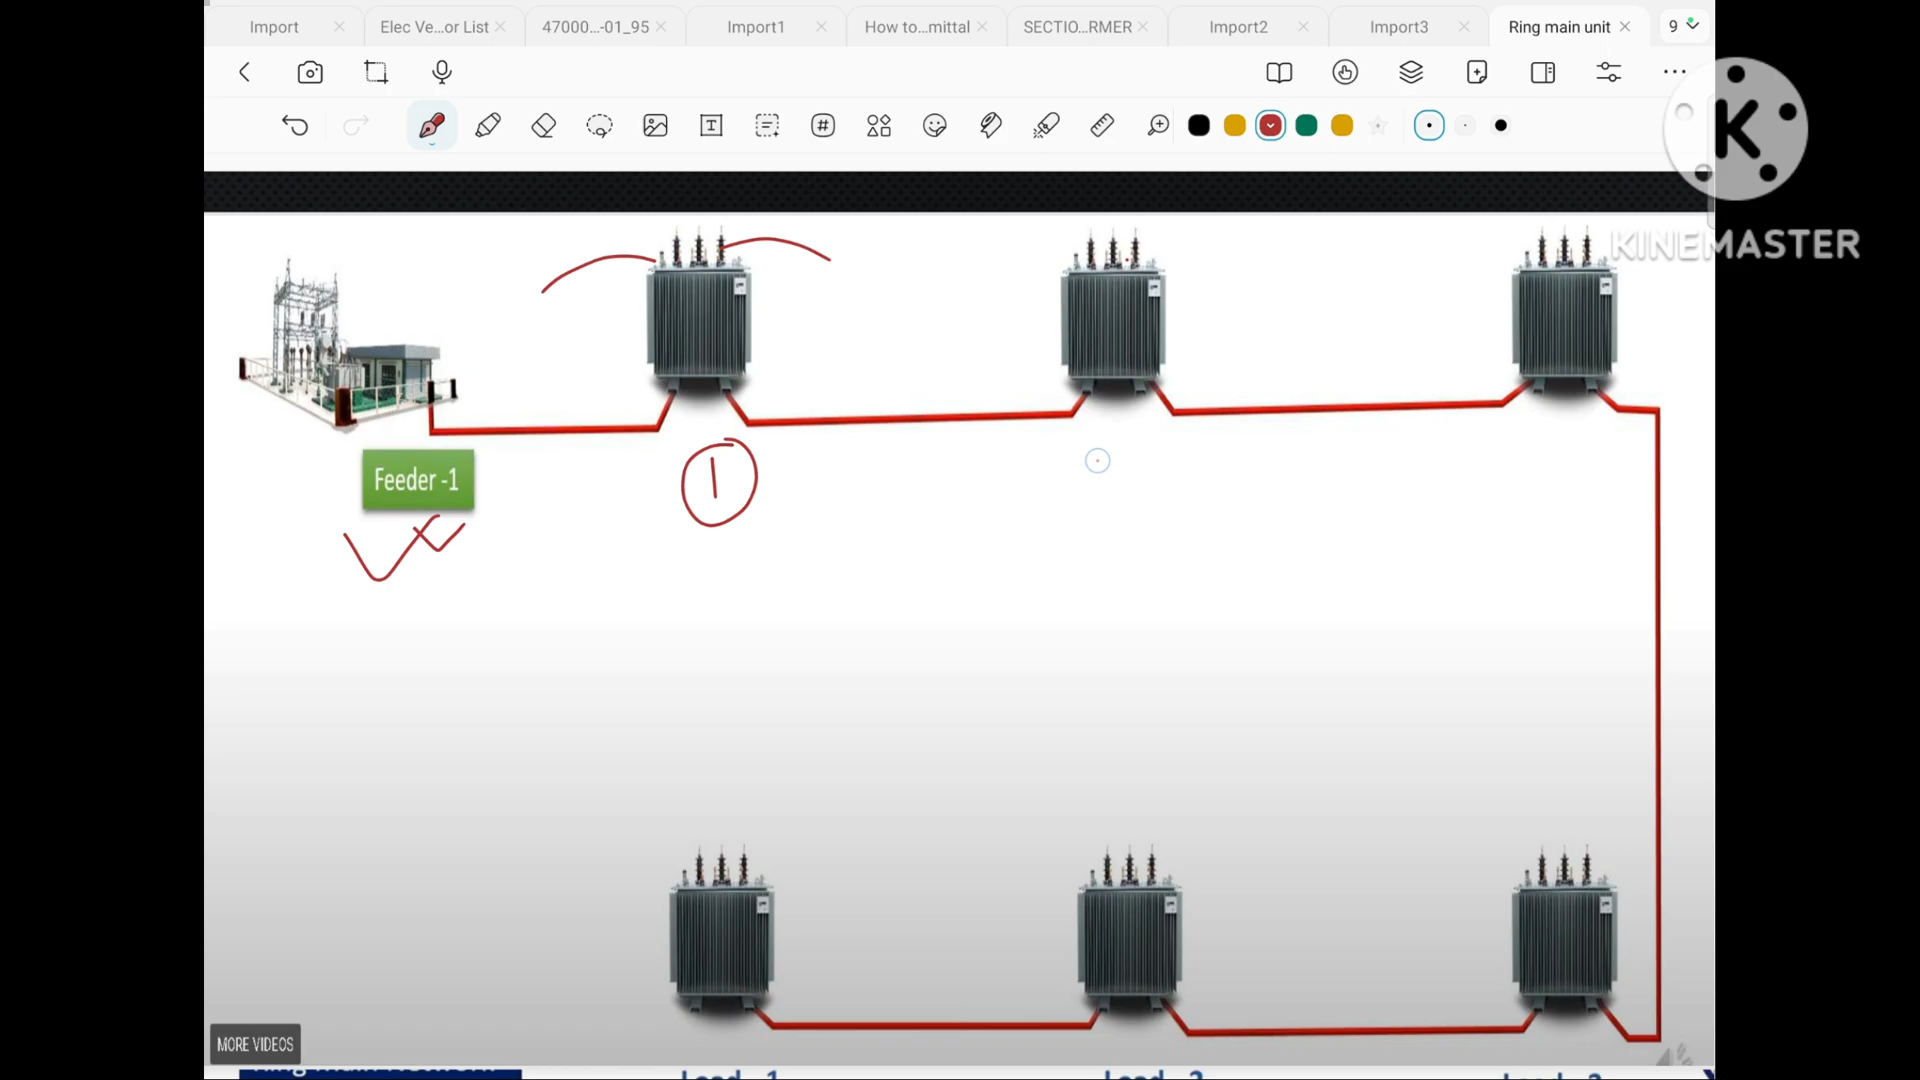 Import
Elec Ve...or List
47000...-01_95
Import1
How to...mittal
SECTIO...RMER
Import2
Import3
Ring main unit
9
K
KINEMASTER
Feeder -1
1
MORE VIDEOS